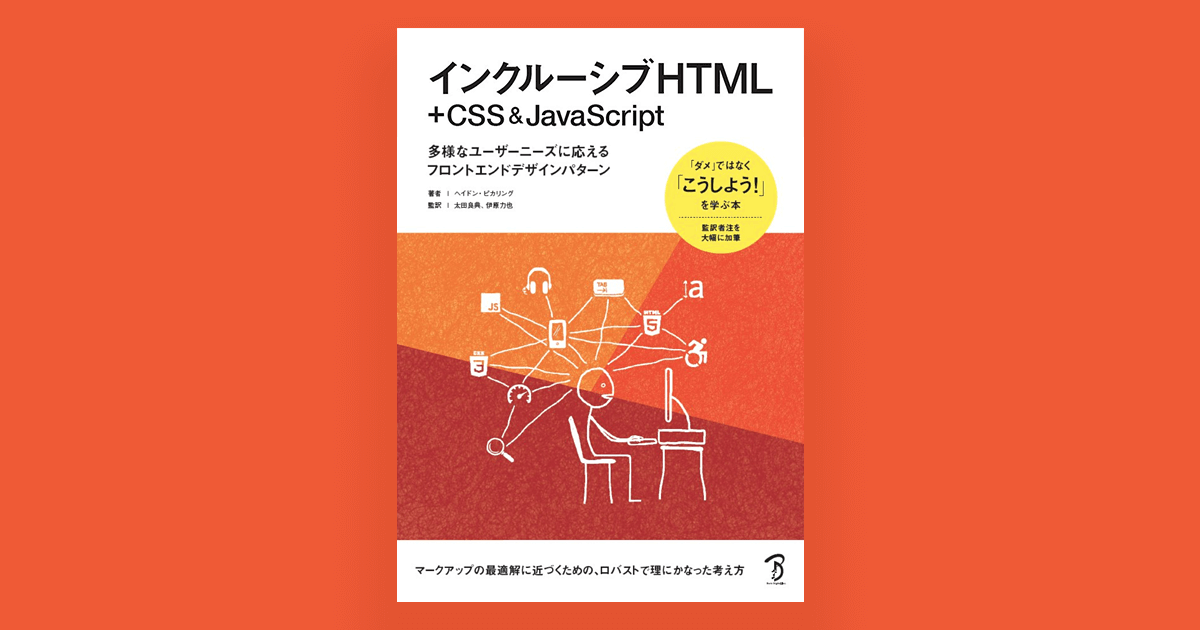 インクルーシブHTML
+CSS & JavaScript
多様なユーザーニーズに応える
フロントエンドデザインパターン
著者 | ヘイドン・ピカリング
監訳 | 太田良典、伊原力也
「ダメ」ではなく
「こうしよう!」
を学ぶ本
監訳者注を
大幅に加筆
TAB
JS
a
HTML
5
CSS
3
マークアップの最適解に近づくための、ロバストで理にかなった考え方
B